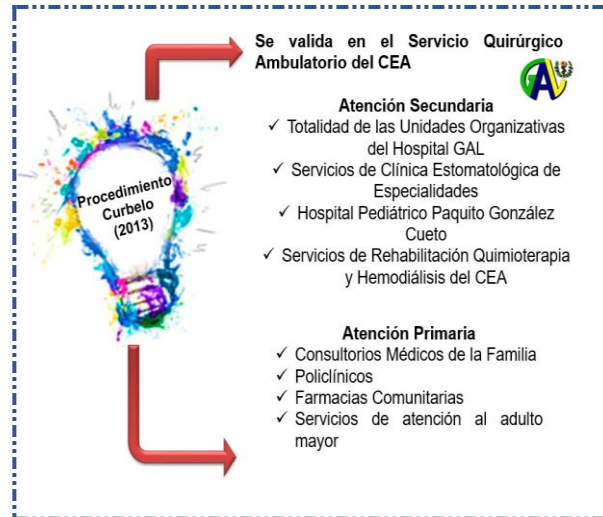 Se valida en el Servicio Quirúrgico
Ambulatorio del CEA
GAL
Procedimiento
Curbelo
(2013)
Atención Secundaria
✓ Totalidad de las Unidades Organizativas
del Hospital GAL
✓ Servicios de Clínica Estomatológica de
Especialidades
✓ Hospital Pediátrico Paquito González
Cueto
✓ Servicios de Rehabilitación Quimioterapia
y Hemodiálisis del CEA
Atención Primaria
✓ Consultorios Médicos de la Familia
✓ Policlínicos
✓ Farmacias Comunitarias
✓ Servicios de atención al adulto
mayor